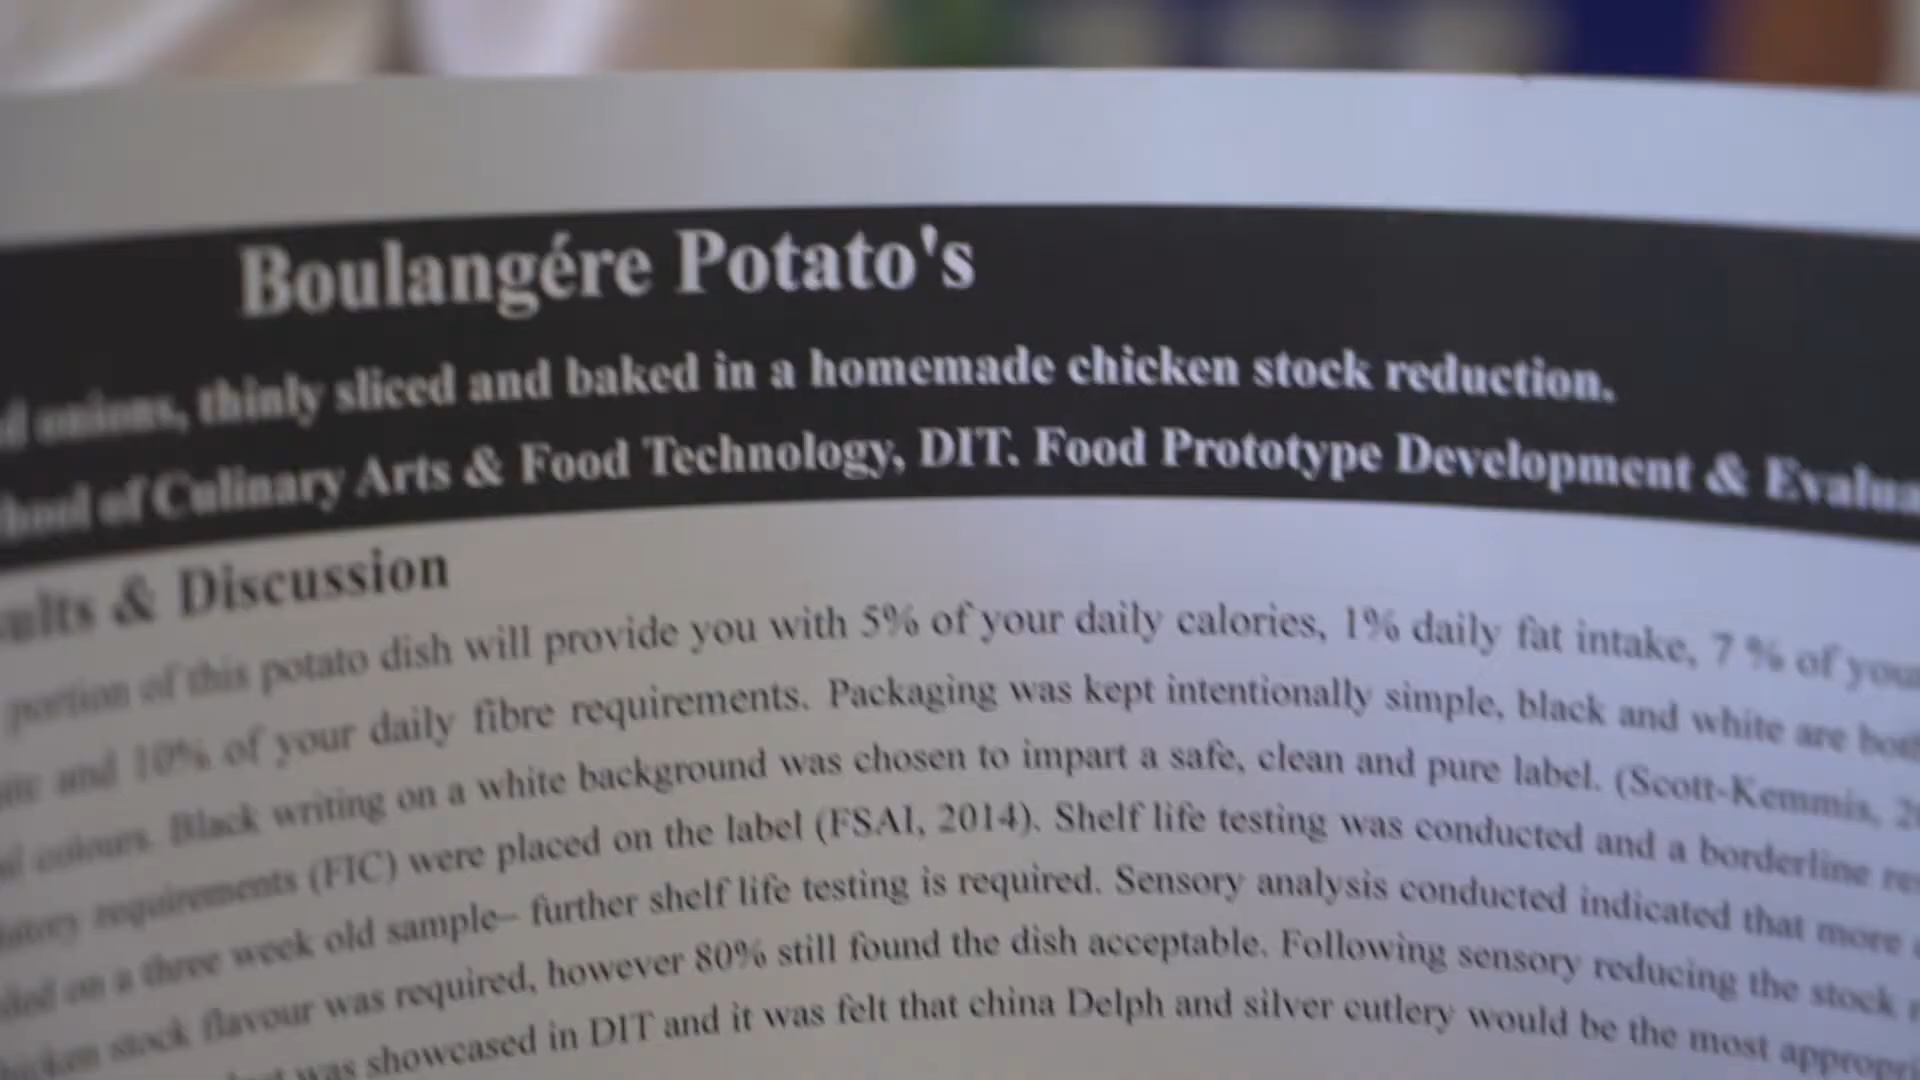 Boulangére Potato's
onions, thinly sliced and baked in a homemade chicken stock reduction.
of Culinary Arts & Food Technology, DIT. Food Prototype Development &
& Discussion
portion of this potato dish will provide you with 5% of your daily calories, 1% daily fat intake, 7 % of your
and 10% of your daily fibre requirements. Packaging was kept intentionally simple, black and white are both
colours. Black writing on a white background was chosen to impart a safe, clean and pure label. (Scott-Kemmis,
requirements (FIC) were placed on the label (FSAI, 2014). Shelf life testing was conducted and a borderline
on a three week old sample– further shelf life testing is required. Sensory analysis conducted indicated that more
stock flavour was required, however 80% still found the dish acceptable. Following sensory reducing the stock
was showcased in DIT and it was felt that china Delph and silver cutlery would be the most